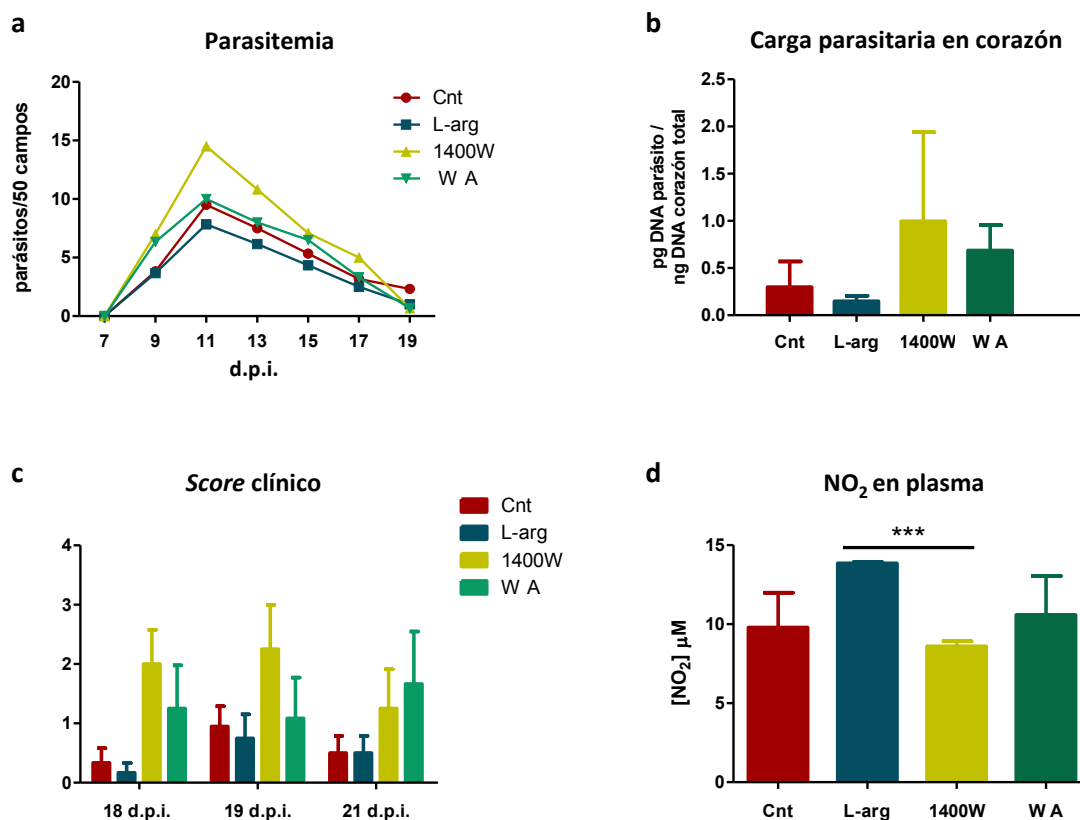 a
Parasitemia
parásitos/50 campos
20
15
10
5
0
7 9 11 13 15 17 19
d.p.i.
Cnt
L-arg
1400W
W A
b
Carga parasitaria en corazón
pg DNA parásito /
ng DNA corazón total
2.5
2.0
1.5
1.0
0.5
0.0
Cnt L-arg 1400W W A
c
Score clínico
Cnt
L-arg
1400W
W A
4
3
2
1
0
18 d.p.i. 19 d.p.i. 21 d.p.i.
d
NO2 en plasma
***
[NO2] µM
15
10
5
0
Cnt L-arg 1400W W A